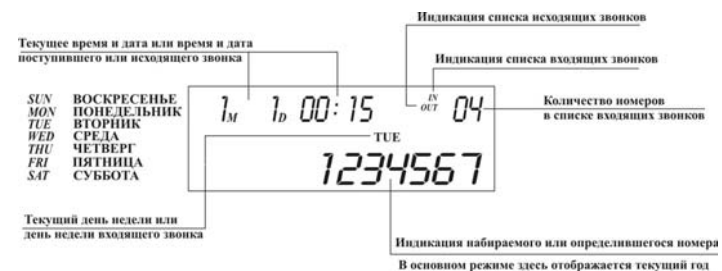 Индикация списка исходящих звонков
Текущее время и дата или время и дата
поступившего или исходящего звонка
Индикация списка входящих звонков
SUN ВОСКРЕСЕНЬЕ
MON ПОНЕДЕЛЬНИК
TUE ВТОРНИК
WED СРЕДА
THU ЧЕТВЕРГ
FRI ПЯТНИЦА
SAT СУББОТА
1M 1D 00:15 IN OUT 04
TUE
1234567
Количество номеров
в списке входящих звонков
Текущий день недели или
день недели входящего звонка
Индикация набираемого или определившегося номера
В основном режиме здесь отображается текущий год